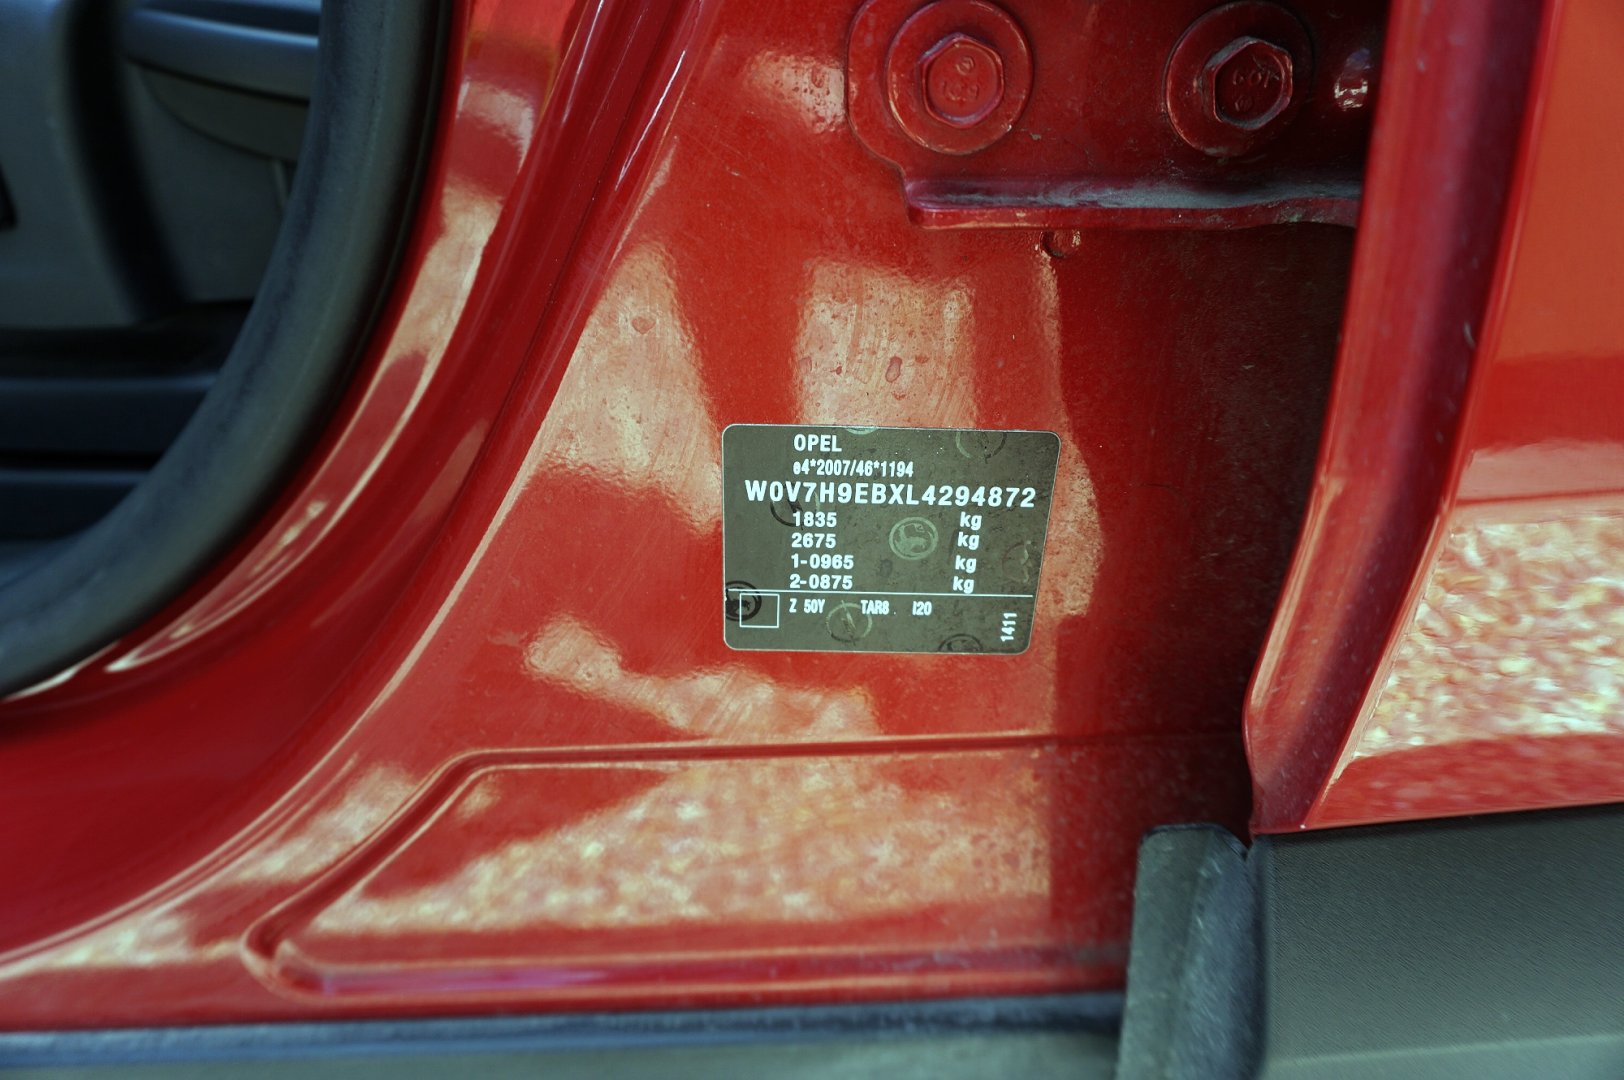 OPEL
e4*2007/46*1194
W0V7H9EBXL4294872
1835 kg
2675 kg
1-0965 kg
2-0875 kg
Z 50Y TAR8 I20
1411